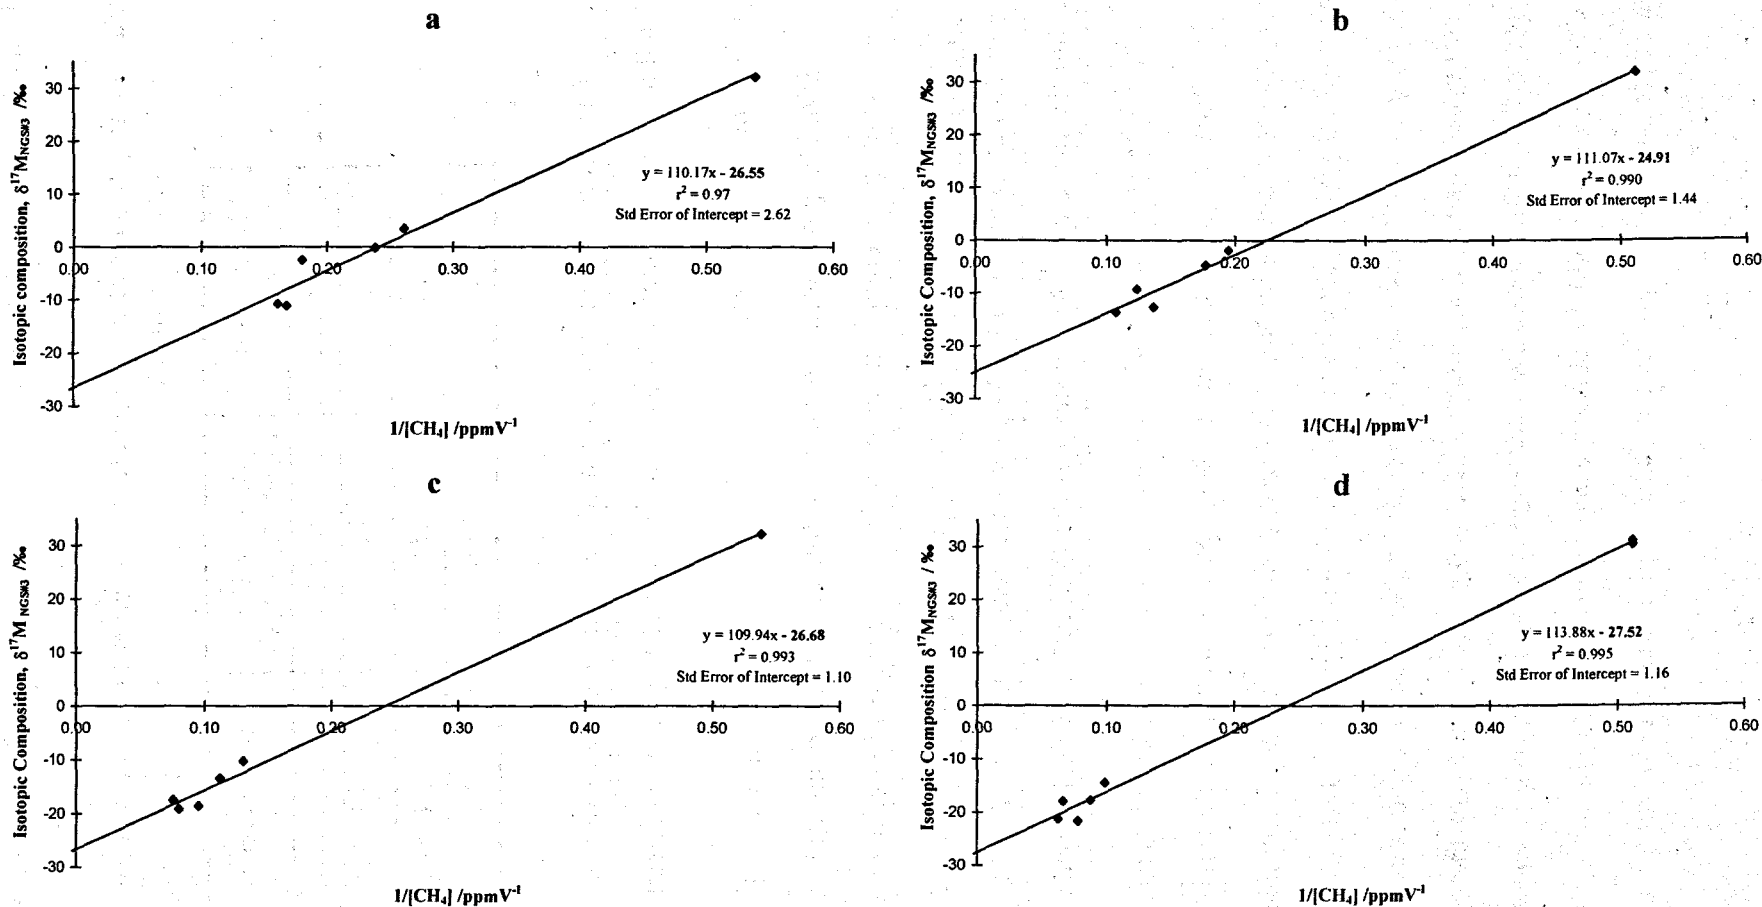 a
Isotopic composition, δ¹⁷M_NGS#3 /‰
30
20
10
0
-10
-20
-30
0.00 0.10 0.20 0.30 0.40 0.50 0.60
y = 110.17x - 26.55
r² = 0.97
Std Error of Intercept = 2.62
1/[CH₄] /ppmV⁻¹
b
Isotopic Composition, δ¹⁷M_NGS#3 /‰
30
20
10
0
-10
-20
-30
0.00 0.10 0.20 0.30 0.40 0.50 0.60
y = 111.07x - 24.91
r² = 0.990
Std Error of Intercept = 1.44
1/[CH₄] /ppmV⁻¹
c
Isotopic Composition, δ¹⁷M NGS#3 /‰
30
20
10
0
-10
-20
-30
0.00 0.10 0.20 0.30 0.40 0.50 0.60
y = 109.94x - 26.68
r² = 0.993
Std Error of Intercept = 1.10
1/[CH₄] /ppmV⁻¹
d
Isotopic Composition δ¹⁷M_NGS#3 / ‰
30
20
10
0
-10
-20
-30
0.00 0.10 0.20 0.30 0.40 0.50 0.60
y = 113.88x - 27.52
r² = 0.995
Std Error of Intercept = 1.16
1/[CH₄] /ppmV⁻¹